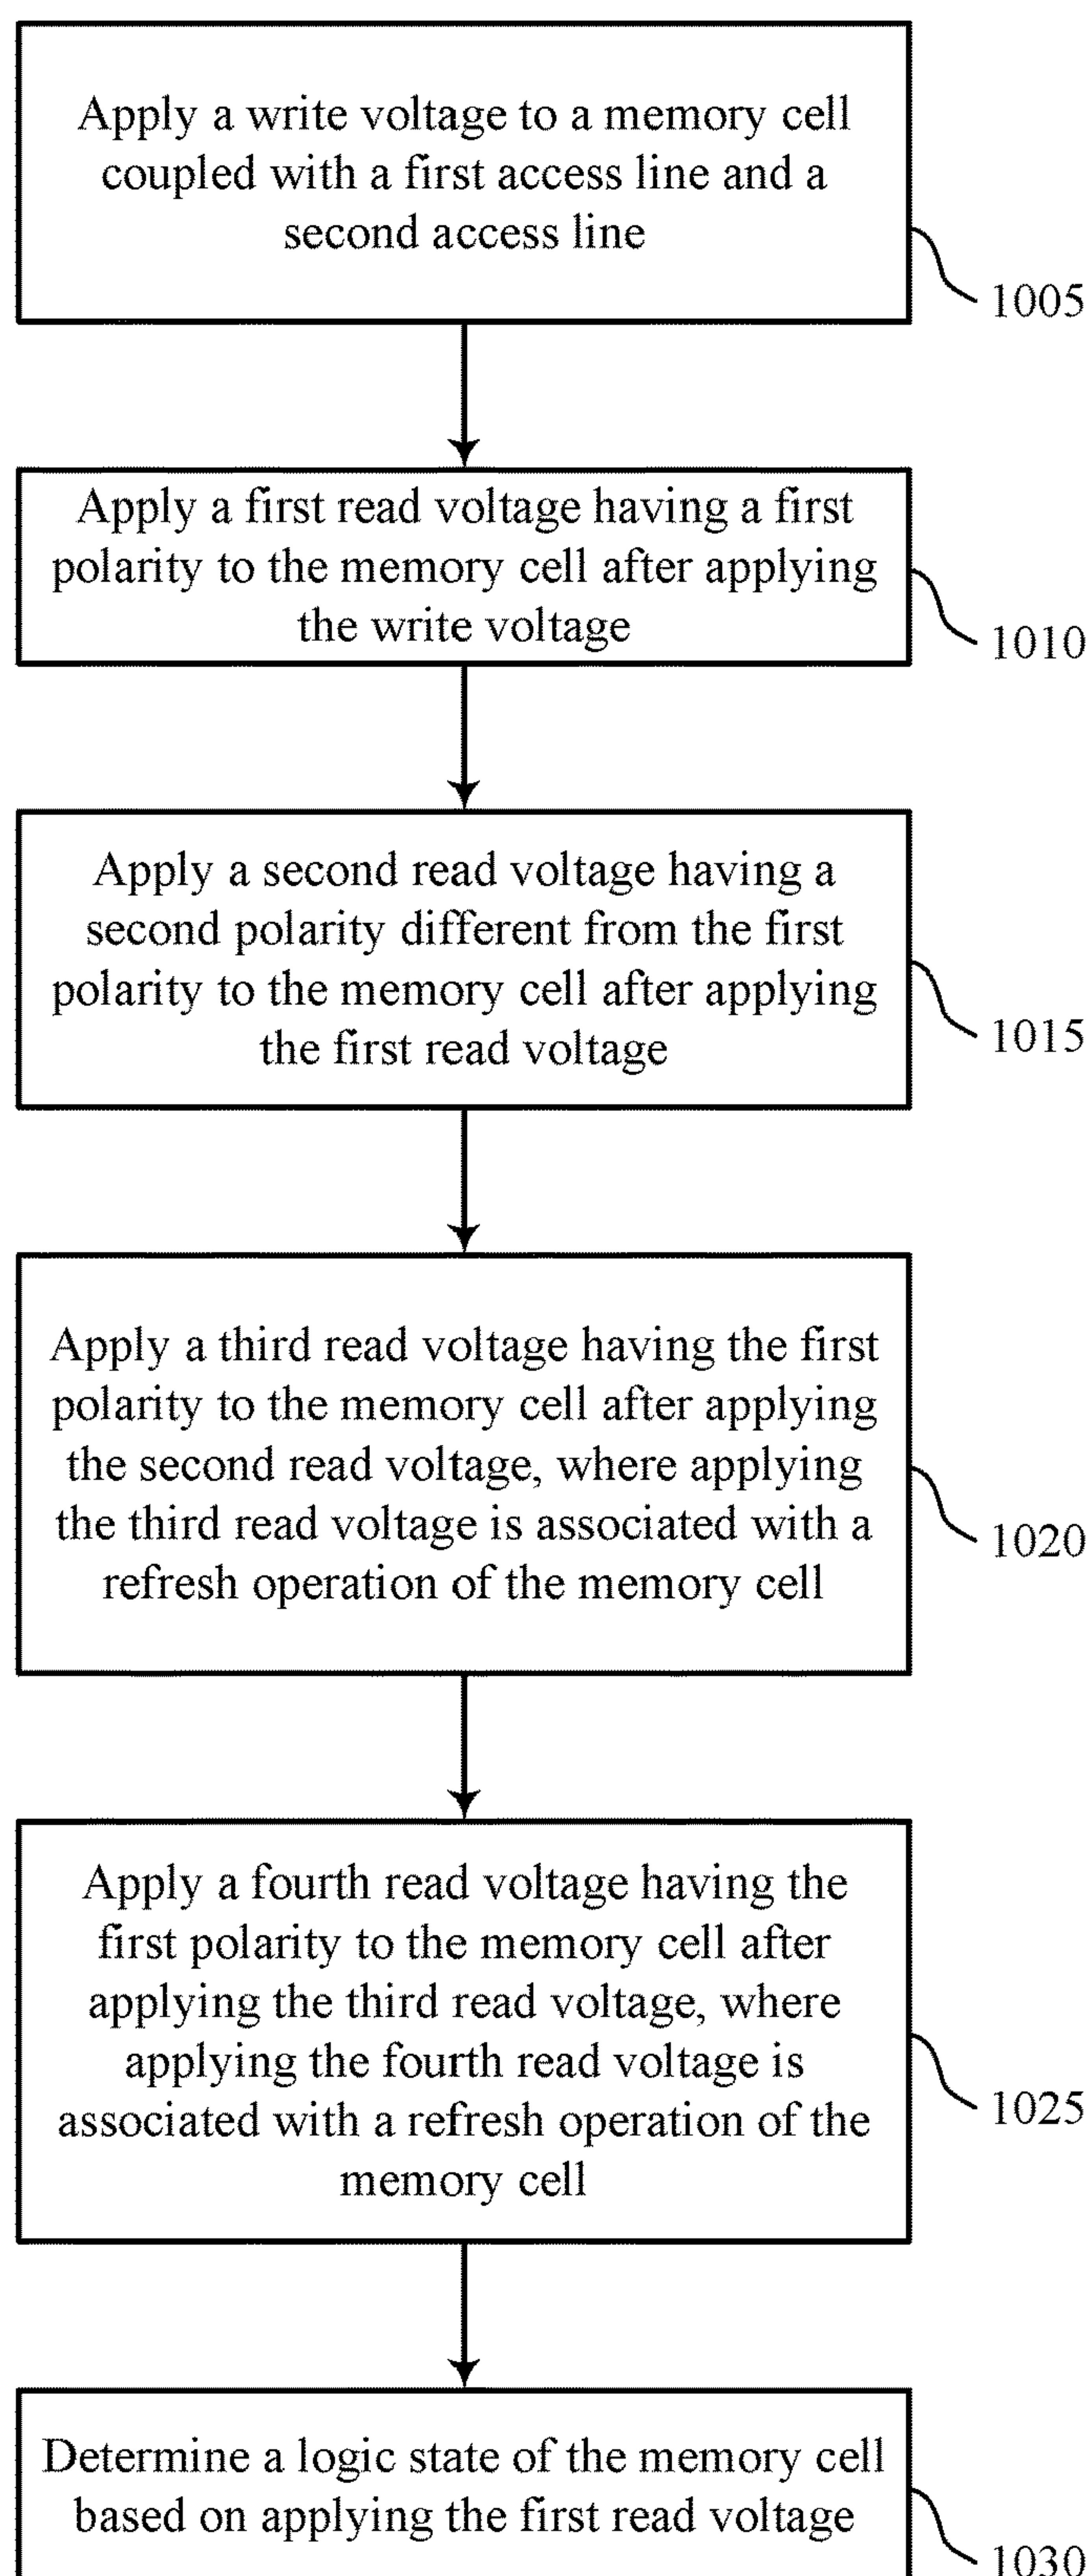 Apply a write voltage to a memory cell
coupled with a first access line and a
second access line
1005
Apply a first read voltage having a first
polarity to the memory cell after applying
the write voltage
1010
Apply a second read voltage having a
second polarity different from the first
polarity to the memory cell after applying
the first read voltage
1015
Apply a third read voltage having the first
polarity to the memory cell after applying
the second read voltage, where applying
the third read voltage is associated with a
refresh operation of the memory cell
1020
Apply a fourth read voltage having the
first polarity to the memory cell after
applying the third read voltage, where
applying the fourth read voltage is
associated with a refresh operation of the
memory cell
1025
Determine a logic state of the memory cell
based on applying the first read voltage
1030